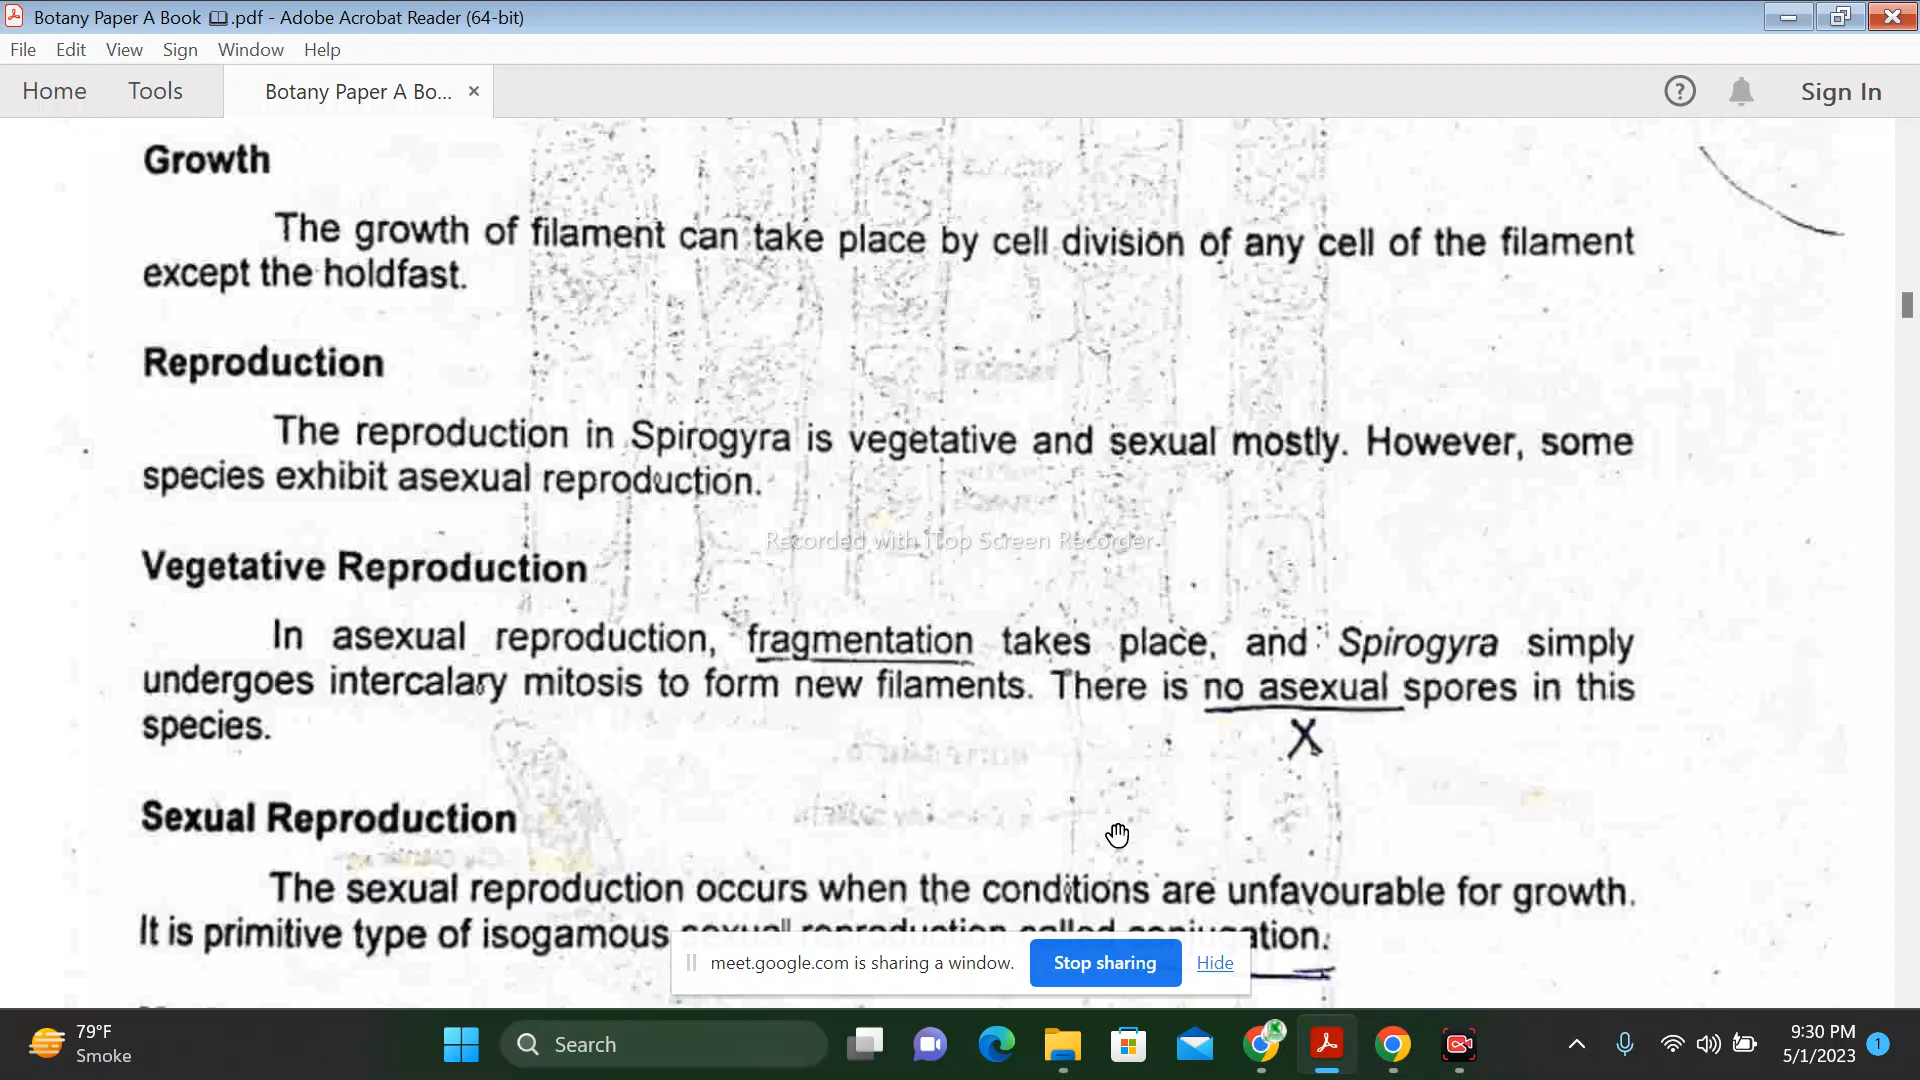 Botany Paper A Book 📖.pdf - Adobe Acrobat Reader (64-bit)
File Edit View Sign Window Help
Home Tools Botany Paper A Bo... × Sign In
Growth
The growth of filament can take place by cell division of any cell of the filament
except the holdfast.
Reproduction
The reproduction in Spirogyra is vegetative and sexual mostly. However, some
species exhibit asexual reproduction.
Recorded with iTop Screen Recorder
Vegetative Reproduction
In asexual reproduction, fragmentation takes place, and Spirogyra simply
undergoes intercalary mitosis to form new filaments. There is no asexual spores in this
species.
X
Sexual Reproduction
The sexual reproduction occurs when the conditions are unfavourable for growth.
It is primitive type of isogamous sexual reproduction called conjugation.
meet.google.com is sharing a window. Stop sharing Hide
79°F
Smoke
Search
9:30 PM
5/1/2023
1